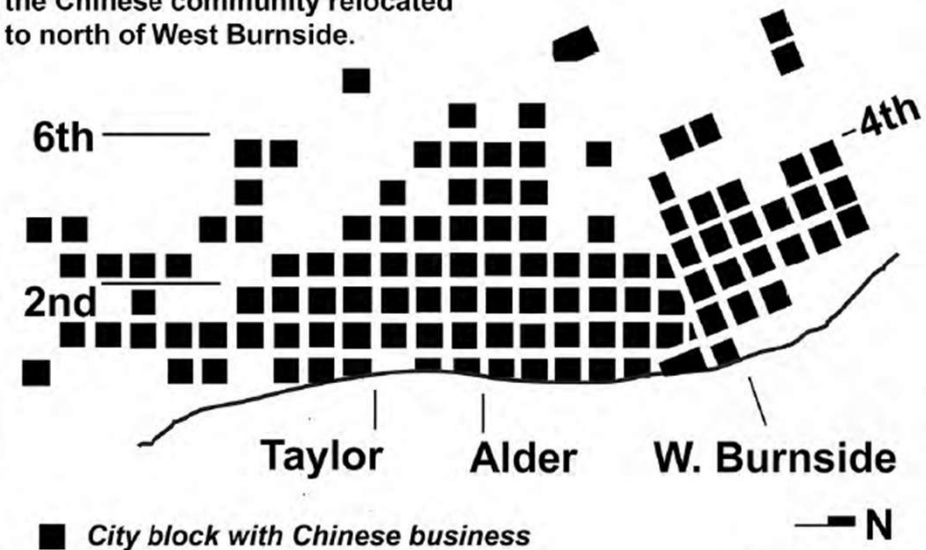 the Chinese community relocated
to north of West Burnside.
6th
4th
2nd
Taylor
Alder
W. Burnside
N
City block with Chinese business